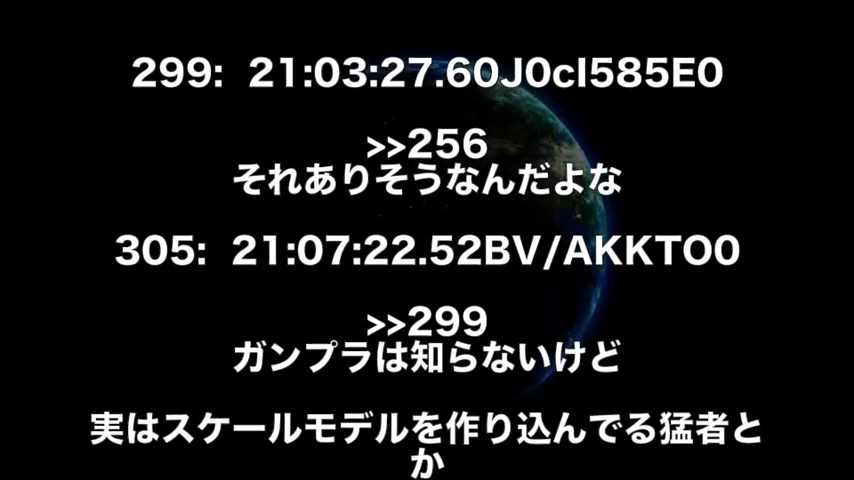 299:  21:03:27.60J0cI585E0
>>256
それありそうなんだよな
305:  21:07:22.52BV/AKKTO0
>>299
ガンプラは知らないけど
実はスケールモデルを作り込んでる猛者と
か